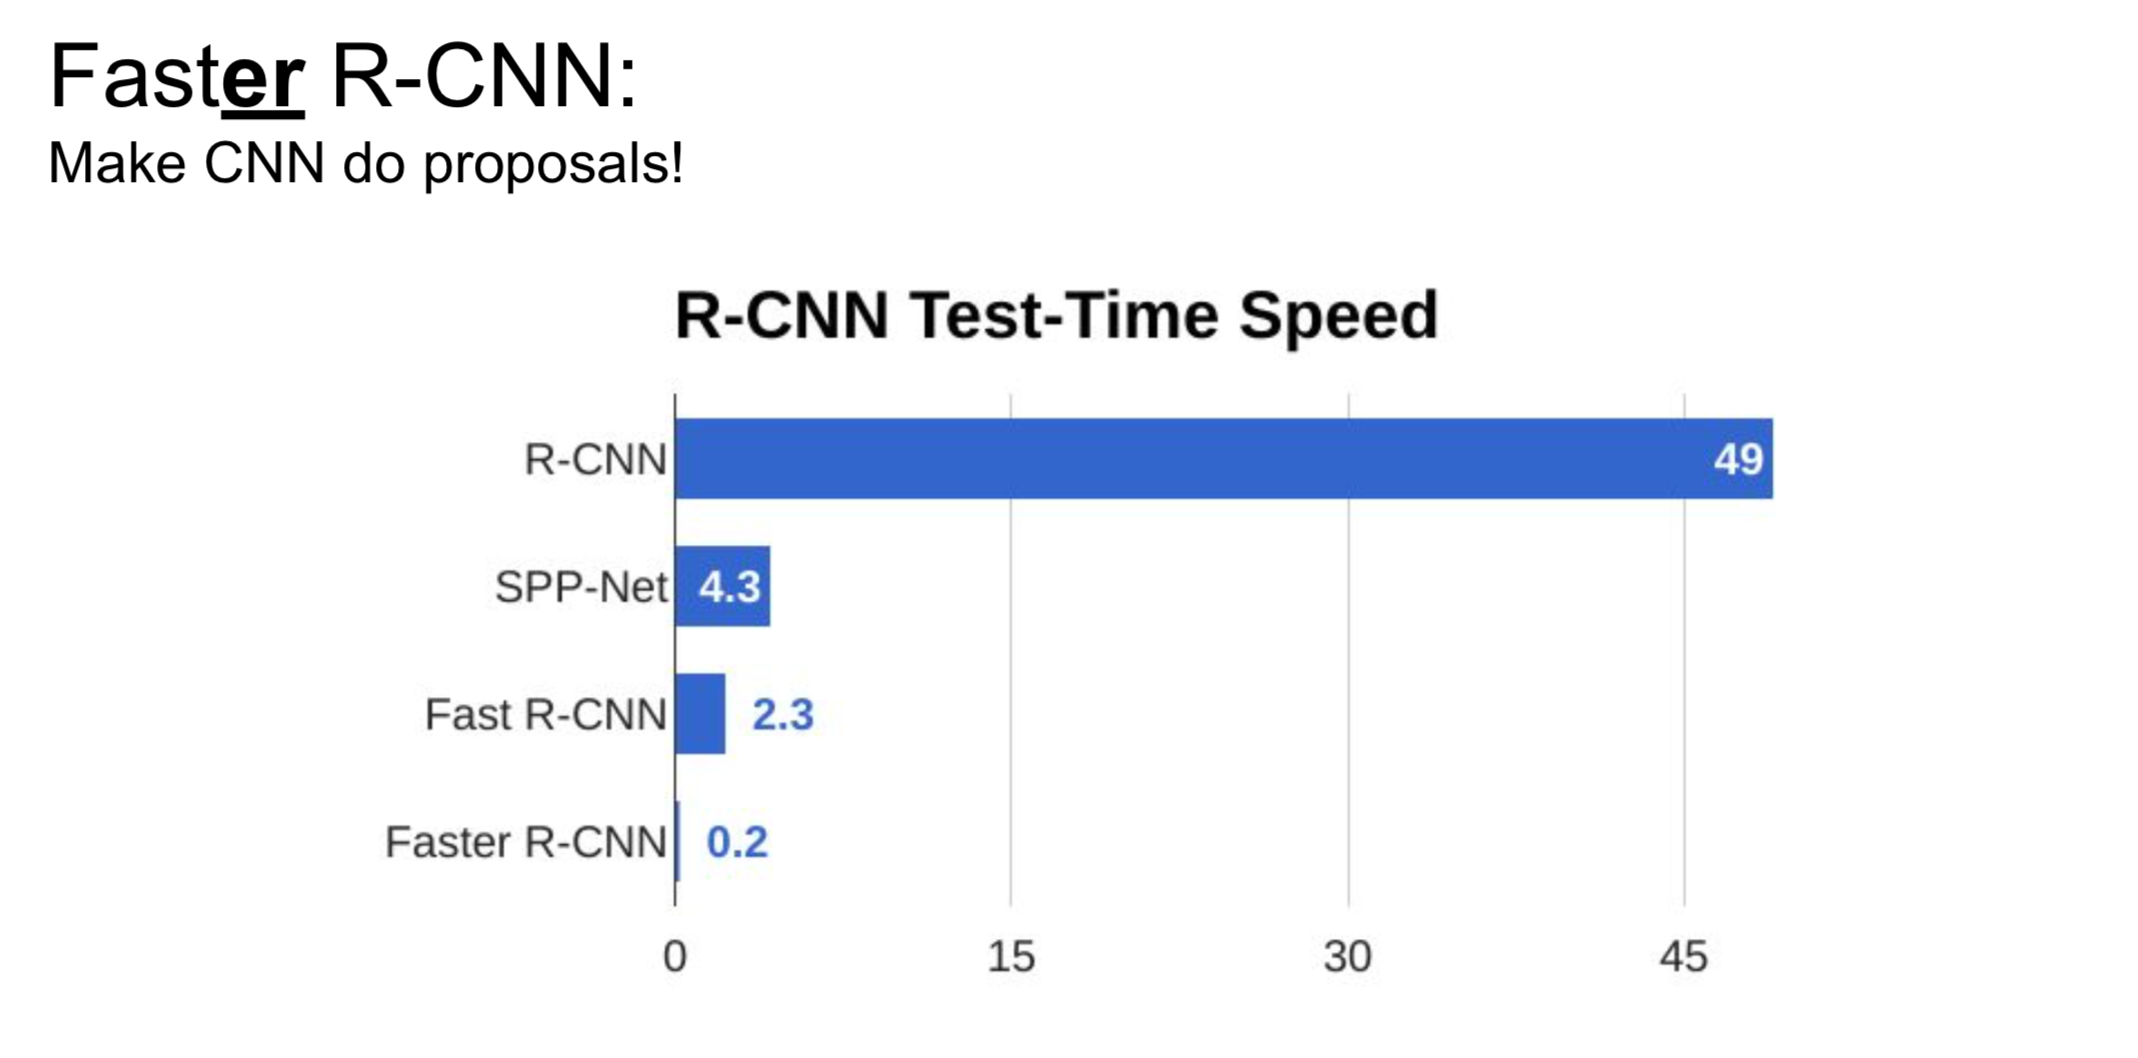 Faster R-CNN:
Make CNN do proposals!
R-CNN Test-Time Speed
R-CNN 49
SPP-Net 4.3
Fast R-CNN 2.3
Faster R-CNN 0.2
0 15 30 45